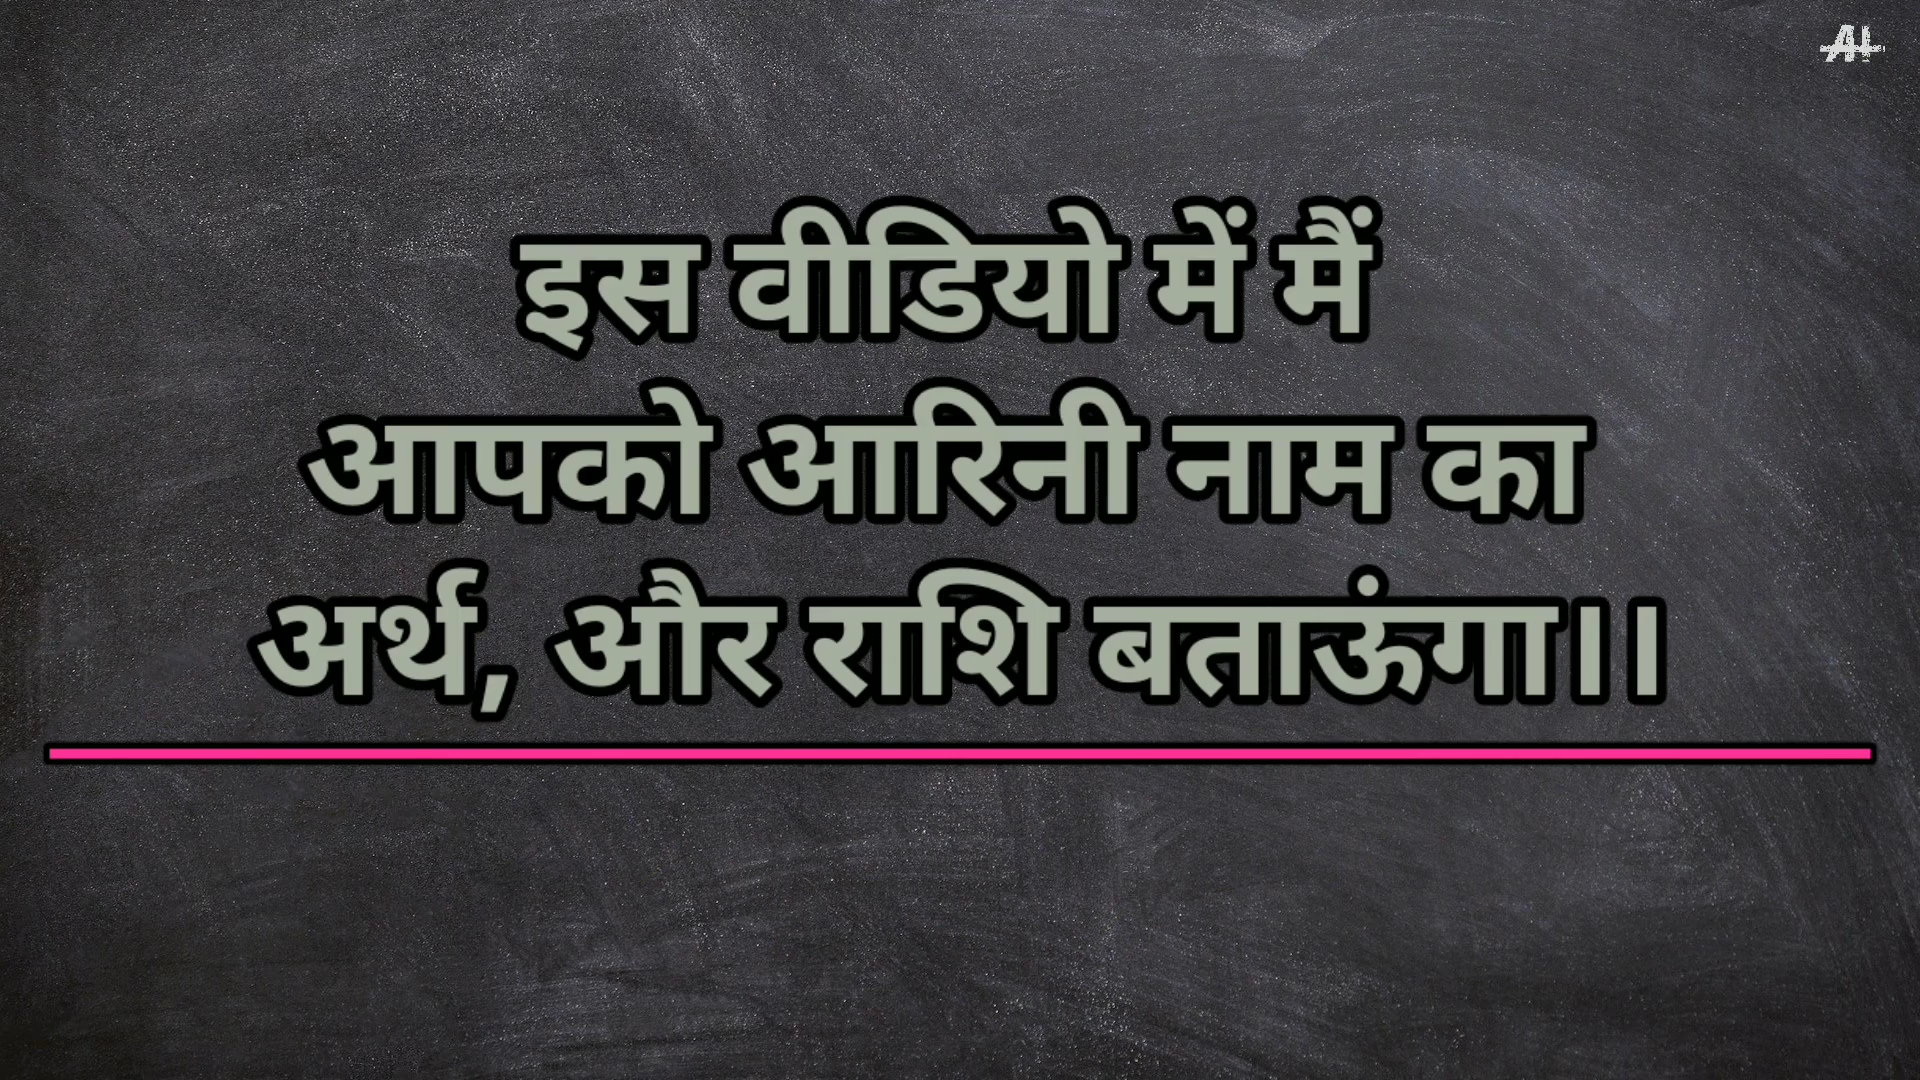 इस वीडियो में मैं
आपको आरिनी नाम का
अर्थ, और राशि बताऊंगा।।